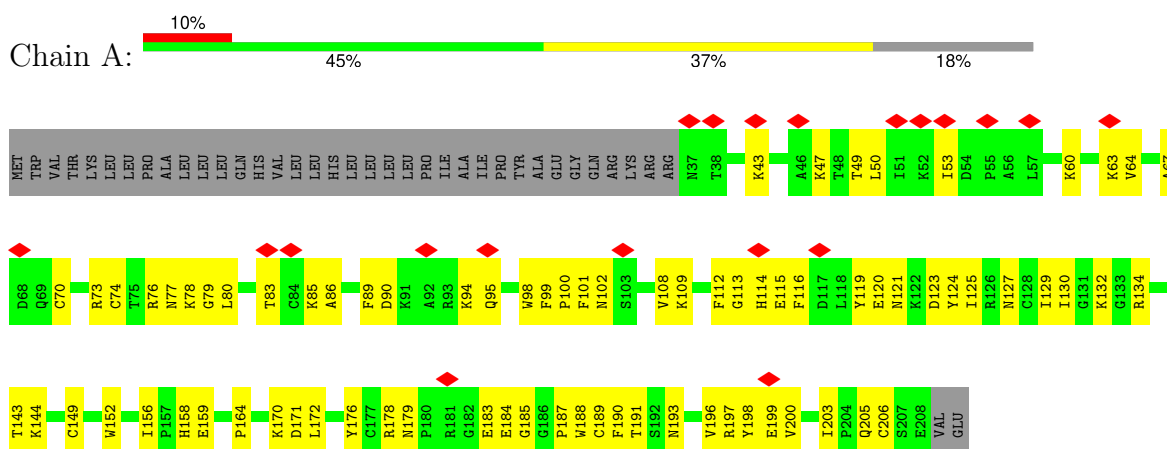 10%
Chain A:
45% 37% 18%
MET TRP VAL THR LYS LEU LEU PRO ALA LEU LEU LEU GLN HIS VAL LEU LEU HIS LEU LEU LEU LEU PRO ILE ALA ILE PRO TYR ALA GLU GLY GLN ARG LYS ARG ARG N37 T38 K43 A46 K47 T48 T49 L50 I51 K52 I53 D54 P55 A56 L57 K60 K63 V64 A67
D68 Q69 C70 R73 C74 T75 R76 N77 K78 G79 L80 T83 C84 K85 A86 F89 D90 K91 A92 R93 K94 Q95 W98 F99 P100 F101 N102 S103 V108 K109 F112 G113 H114 E115 F116 D117 L118 Y119 E120 N121 K122 D123 Y124 I125 R126 N127 C128 I129 I130 G131 K132 G133 R134
T143 K144 C149 W152 I156 P157 H158 E159 P164 K170 D171 L172 Y176 C177 R178 N179 P180 R181 G182 E183 E184 G185 G186 P187 W188 C189 F190 T191 S192 N193 V196 R197 Y198 E199 V200 I203 P204 Q205 C206 S207 E208 VAL GLU